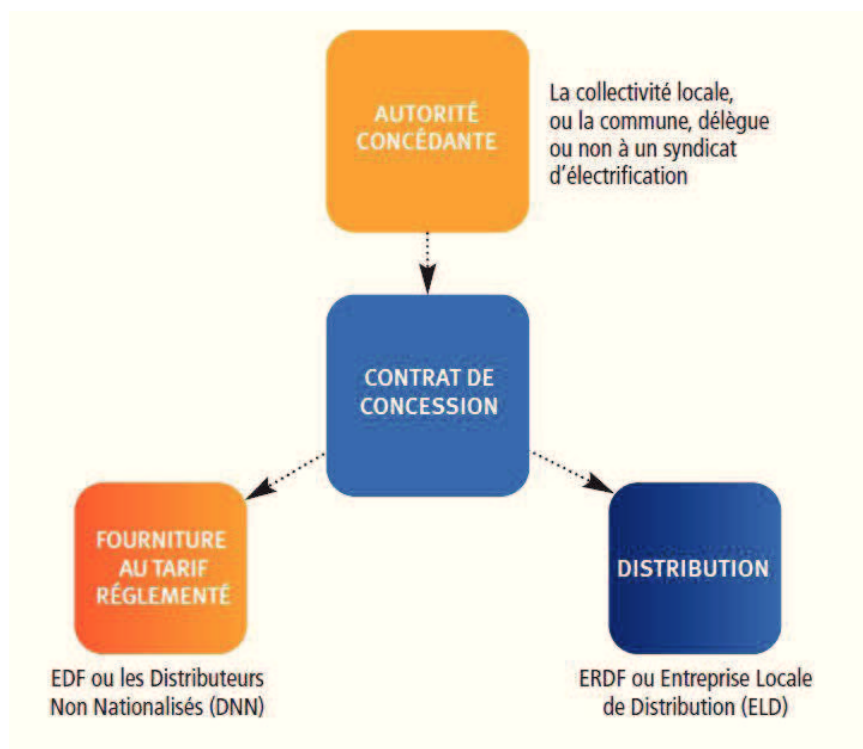 AUTORITÉ
CONCÉDANTE
La collectivité locale,
ou la commune, délègue
ou non à un syndicat
d'électrification
CONTRAT DE
CONCESSION
FOURNITURE
AU TARIF
RÉGLEMENTÉ
EDF ou les Distributeurs
Non Nationalisés (DNN)
DISTRIBUTION
ERDF ou Entreprise Locale
de Distribution (ELD)